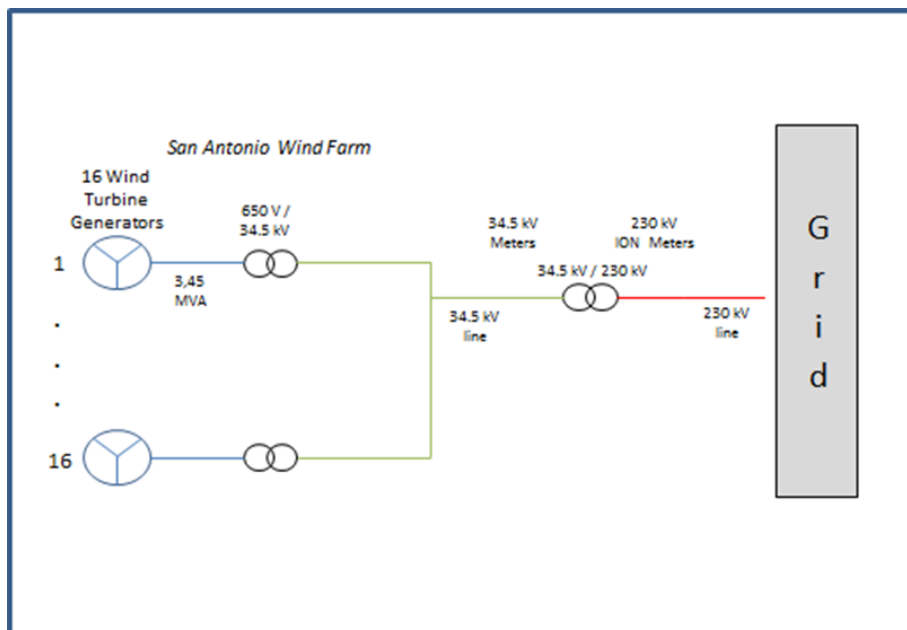 San Antonio Wind Farm
16 Wind
Turbine
Generators
650 V /
34.5 kV
1
3,45
MVA
.
.
.
16
34.5 kV
Meters
230 kV
ION Meters
34.5 kV / 230 kV
34.5 kV
line
230 kV
line
G
r
i
d